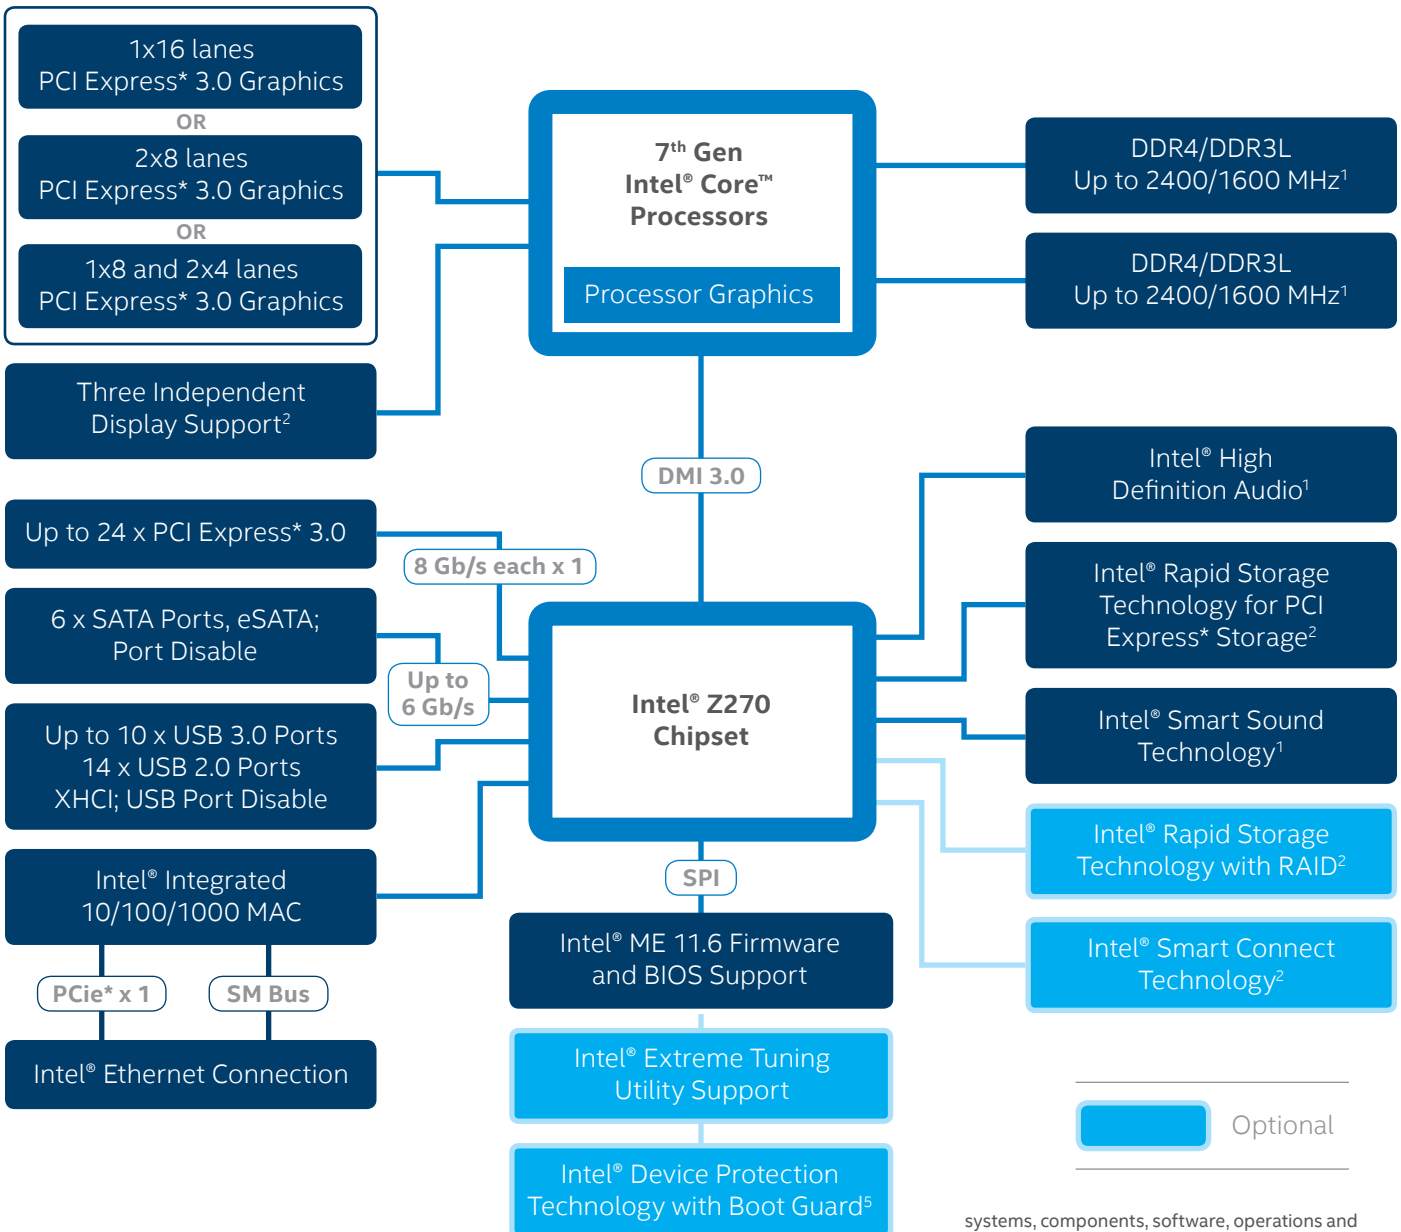 1x16 lanes
PCI Express* 3.0 Graphics
OR
2x8 lanes
PCI Express* 3.0 Graphics
OR
1x8 and 2x4 lanes
PCI Express* 3.0 Graphics
Three Independent
Display Support²
7th Gen
Intel® Core™
Processors
Processor Graphics
DDR4/DDR3L
Up to 2400/1600 MHz¹
DDR4/DDR3L
Up to 2400/1600 MHz¹
DMI 3.0
Up to 24 x PCI Express* 3.0
8 Gb/s each x 1
6 x SATA Ports, eSATA;
Port Disable
Up to
6 Gb/s
Up to 10 x USB 3.0 Ports
14 x USB 2.0 Ports
XHCI; USB Port Disable
Intel® Integrated
10/100/1000 MAC
PCie* x 1
SM Bus
Intel® Ethernet Connection
Intel® Z270
Chipset
Intel® High
Definition Audio¹
Intel® Rapid Storage
Technology for PCI
Express* Storage²
Intel® Smart Sound
Technology¹
Intel® Rapid Storage
Technology with RAID²
Intel® Smart Connect
Technology²
SPI
Intel® ME 11.6 Firmware
and BIOS Support
Intel® Extreme Tuning
Utility Support
Intel® Device Protection
Technology with Boot Guard⁵
Optional
systems, components, software, operations and